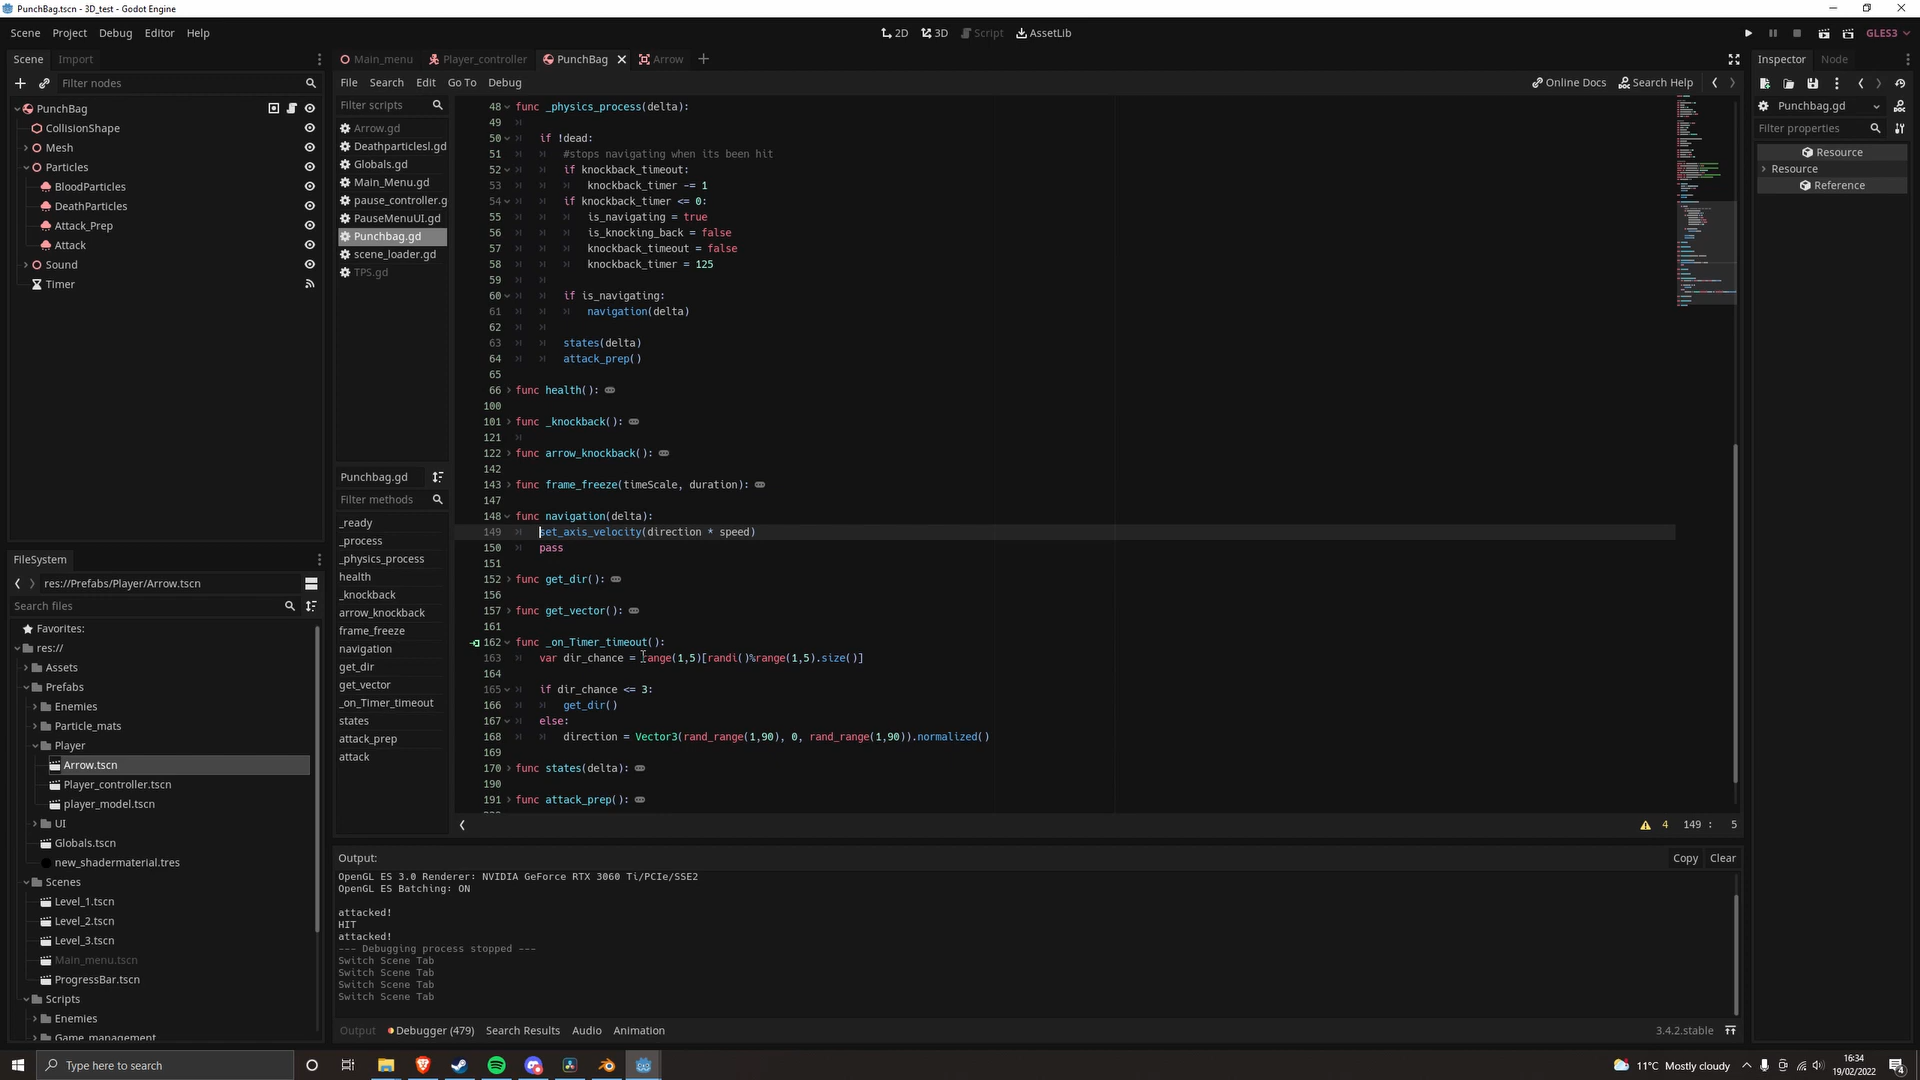 PunchBag.tscn - 3D_test - Godot Engine
Scene Project Debug Editor Help
2D 3D Script AssetLib
GLES3
Scene Import
Filter nodes
PunchBag
CollisionShape
Mesh
Particles
BloodParticles
DeathParticles
Attack_Prep
Attack
Sound
Timer
FileSystem
res://Prefabs/Player/Arrow.tscn
Search files
Favorites:
res://
Assets
Prefabs
Enemies
Particle_mats
Player
Arrow.tscn
Player_controller.tscn
player_model.tscn
UI
Globals.tscn
new_shadermaterial.tres
Scenes
Level_1.tscn
Level_2.tscn
Level_3.tscn
Main_menu.tscn
ProgressBar.tscn
Scripts
Enemies
Game_management
Main_menu Player_controller PunchBag Arrow
File Search Edit Go To Debug
Online Docs Search Help
Filter scripts
Arrow.gd
Deathparticlesl.gd
Globals.gd
Main_Menu.gd
pause_controller.g
PauseMenuUI.gd
Punchbag.gd
scene_loader.gd
TPS.gd
Punchbag.gd
Filter methods
_ready
_process
_physics_process
health
_knockback
arrow_knockback
frame_freeze
navigation
get_dir
get_vector
_on_Timer_timeout
states
attack_prep
attack
48 func _physics_process(delta):
49
50 if !dead:
51 #stops navigating when its been hit
52 if knockback_timeout:
53 knockback_timer -= 1
54 if knockback_timer <= 0:
55 is_navigating = true
56 is_knocking_back = false
57 knockback_timeout = false
58 knockback_timer = 125
59
60 if is_navigating:
61 navigation(delta)
62
63 states(delta)
64 attack_prep()
65
66 func health():
100
101 func _knockback():
121
122 func arrow_knockback():
142
143 func frame_freeze(timeScale, duration):
147
148 func navigation(delta):
149 set_axis_velocity(direction * speed)
150 pass
151
152 func get_dir():
156
157 func get_vector():
161
162 func _on_Timer_timeout():
163 var dir_chance = range(1,5)[randi()%range(1,5).size()]
164
165 if dir_chance <= 3:
166 get_dir()
167 else:
168 direction = Vector3(rand_range(1,90), 0, rand_range(1,90)).normalized()
169
170 func states(delta):
190
191 func attack_prep():
4 149 : 5
Output:
Copy Clear
OpenGL ES 3.0 Renderer: NVIDIA GeForce RTX 3060 Ti/PCIe/SSE2
OpenGL ES Batching: ON
attacked!
HIT
attacked!
--- Debugging process stopped ---
Switch Scene Tab
Switch Scene Tab
Switch Scene Tab
Switch Scene Tab
Output Debugger (479) Search Results Audio Animation
3.4.2.stable
Inspector Node
Punchbag.gd
Filter properties
Resource
Resource
Reference
Type here to search
11°C Mostly cloudy
16:34
19/02/2022
4